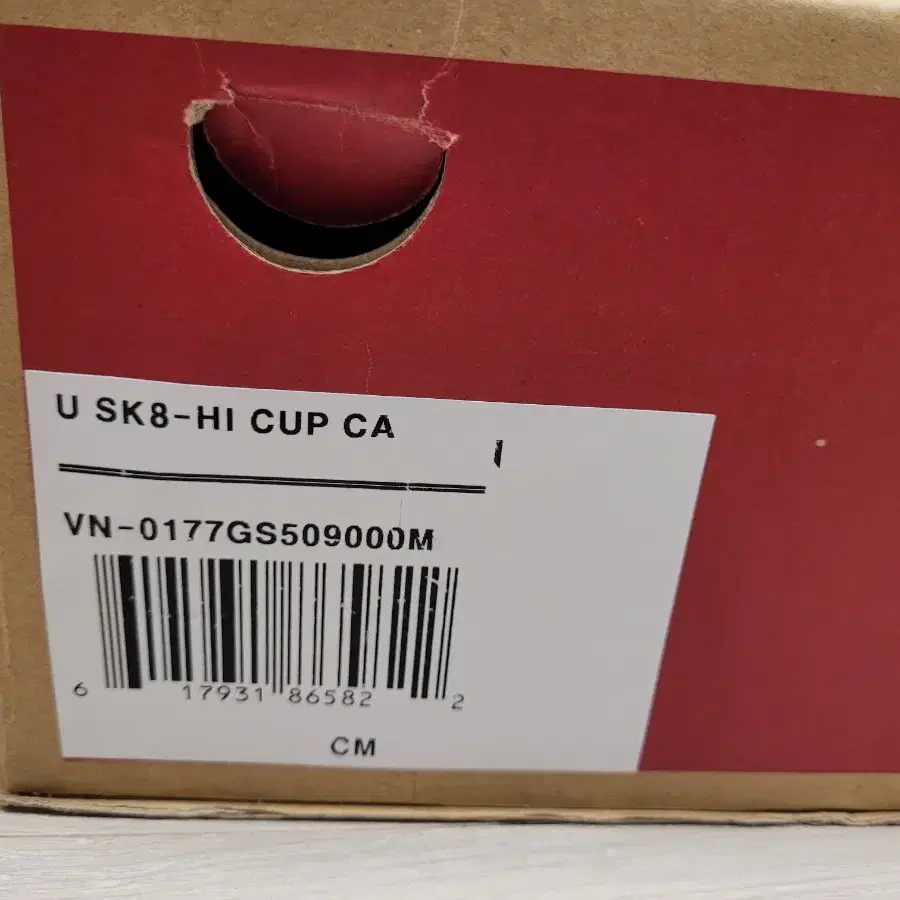 U SK8-HI CUP CA
VN-0177GS509000M
6 17931 86582 2
CM